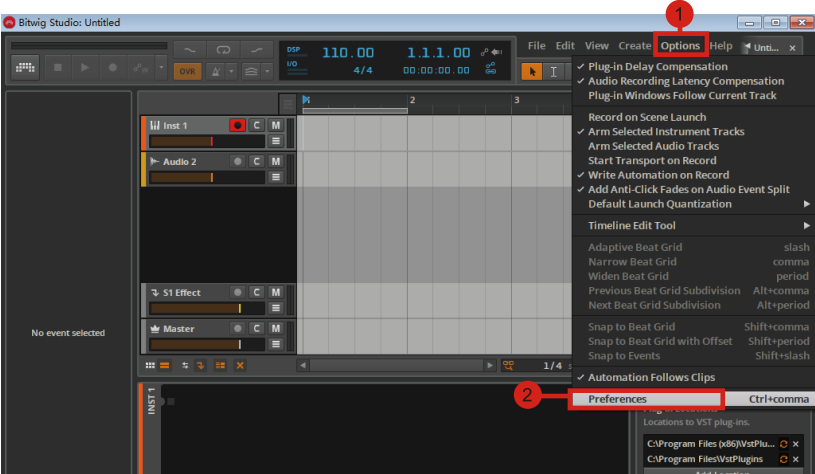 1
Bitwig Studio: Untitled
File Edit View Create Options Help Unti... x
DSP 110.00 1.1.1.00
I/O 4/4 00:00:00.00
OVR
✓ Plug-in Delay Compensation
✓ Audio Recording Latency Compensation
Plug-in Windows Follow Current Track
Record on Scene Launch
✓ Arm Selected Instrument Tracks
Arm Selected Audio Tracks
Start Transport on Record
✓ Write Automation on Record
✓ Add Anti-Click Fades on Audio Event Split
Default Launch Quantization
Timeline Edit Tool
Adaptive Beat Grid slash
Narrow Beat Grid comma
Widen Beat Grid period
Previous Beat Grid Subdivision Alt+comma
Next Beat Grid Subdivision Alt+period
Snap to Beat Grid Shift+comma
Snap to Beat Grid with Offset Shift+period
Snap to Events Shift+slash
✓ Automation Follows Clips
2
Preferences Ctrl+comma
2 3
Inst 1 C M
Audio 2 C M
S1 Effect C M
Master C M
No event selected
1/4
INST 1
Plug-in Locations
Locations to VST plug-ins.
C:\Program Files (x86)\VstPlu... x
C:\Program Files\VstPlugins x
Add Location